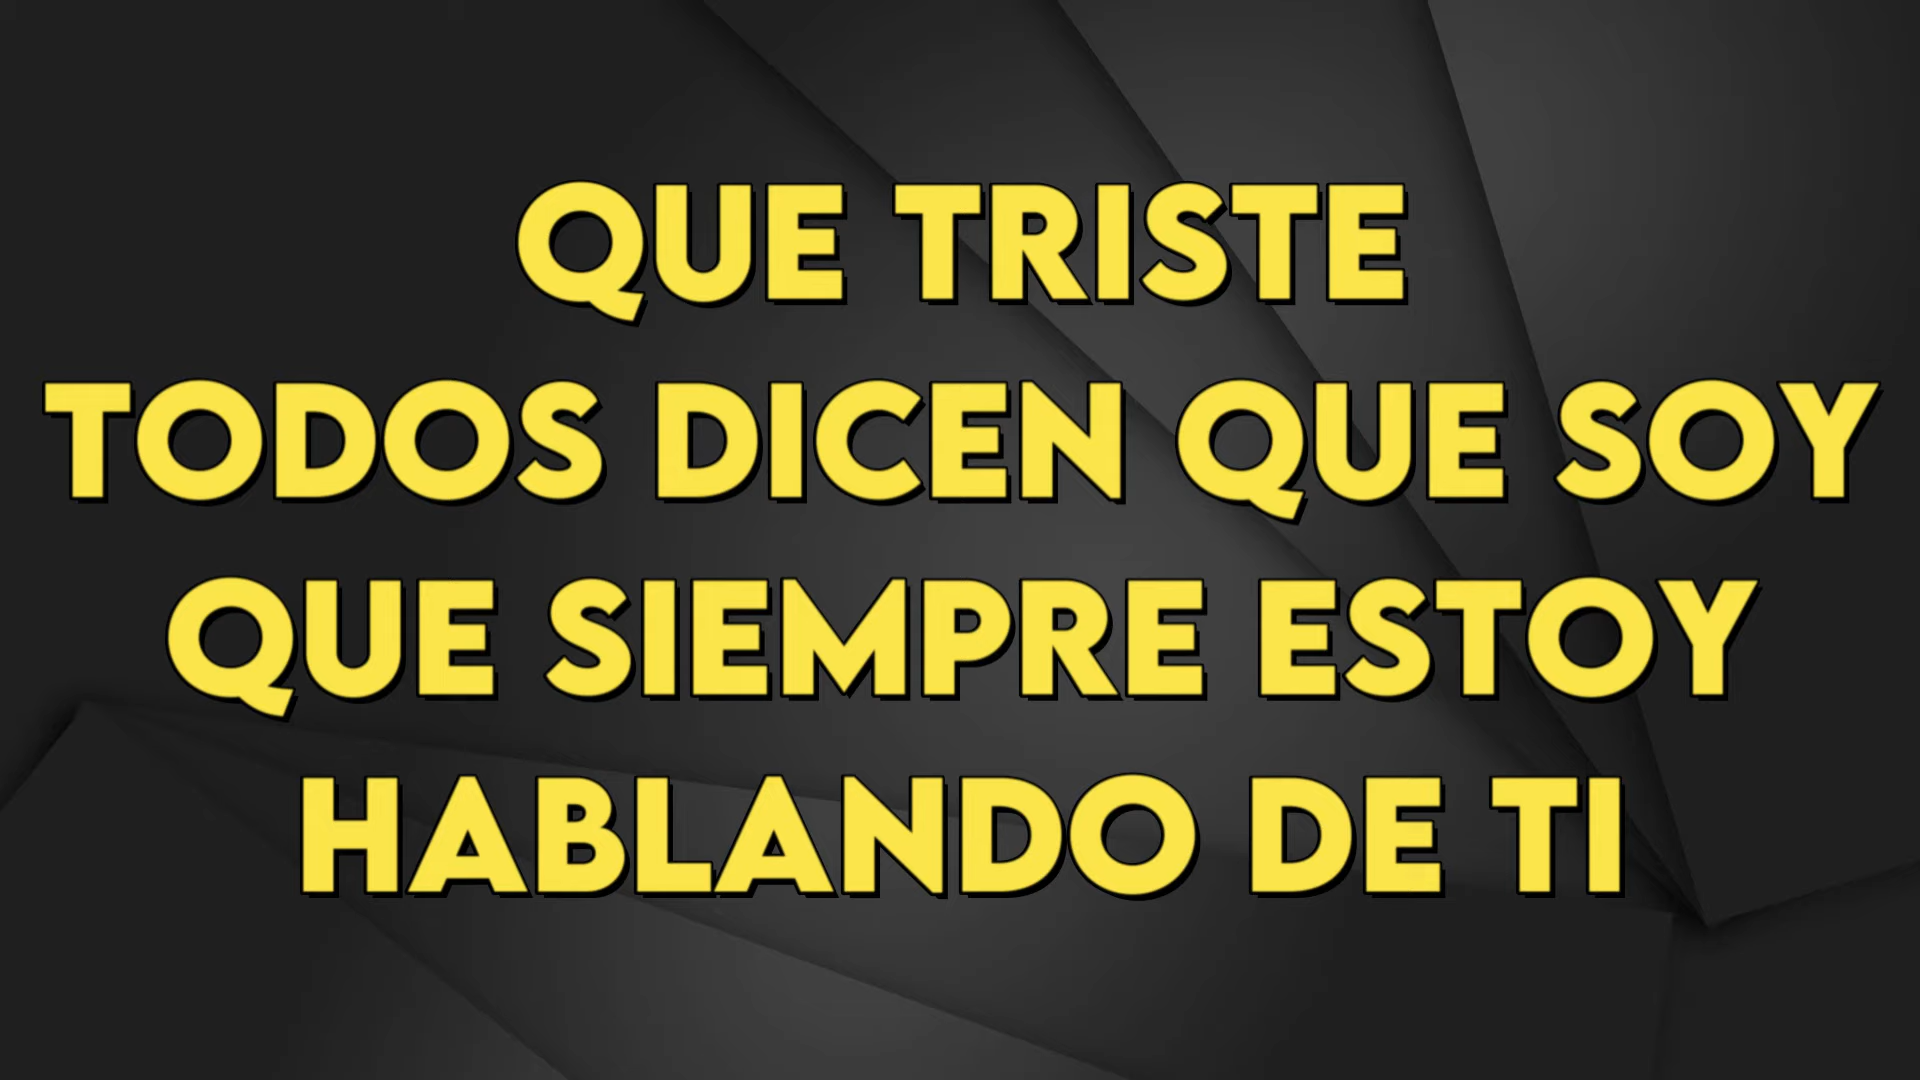 QUE TRISTE
TODOS DICEN QUE SOY
QUE SIEMPRE ESTOY
HABLANDO DE TI